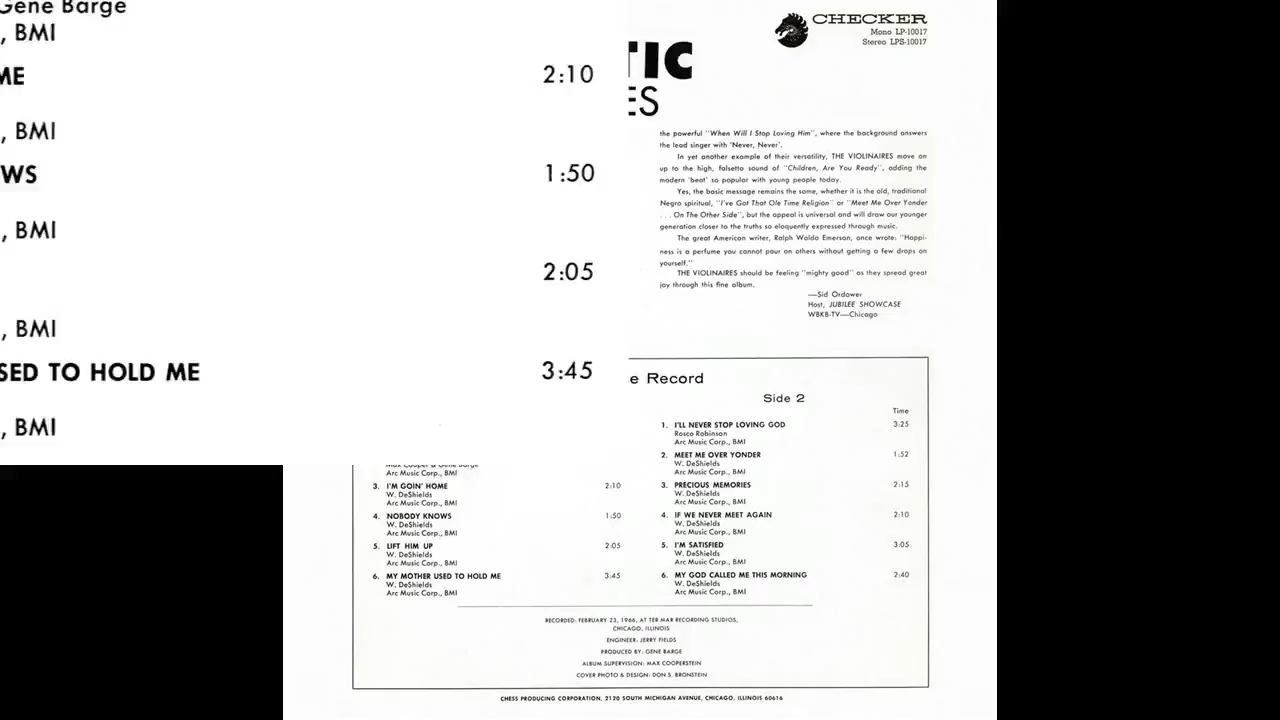 Gene Barge
, BMI
ME
2:10
, BMI
WS
1:50
, BMI
2:05
, BMI
SED TO HOLD ME
3:45
, BMI
CHECKER
Mono LP-10017
Stereo LPS-10017
TIC
ES
the powerful "When Will I Stop Loving Him", where the background answers
the lead singer with 'Never, Never'.
In yet another example of their versatility, THE VIOLINAIRES move on
up to the high, falsetto sound of "Children, Are You Ready", adding the
modern 'beat' so popular with young people today.
Yes, the basic message remains the same, whether it is the old, traditional
Negro spiritual, "I've Got That Ole Time Religion" or "Meet Me Over Yonder
. . . On The Other Side", but the appeal is universal and will draw our younger
generation closer to the truths so eloquently expressed through music.
The great American writer, Ralph Waldo Emerson, once wrote: "Happi-
ness is a perfume you cannot pour on others without getting a few drops on
yourself."
THE VIOLINAIRES should be feeling "mighty good" as they spread great
joy through this fine album.
—Sid Ordower
Host, JUBILEE SHOWCASE
WBKB-TV—Chicago
e Record
Max Cooper & Gene Barge
Arc Music Corp., BMI
3. I'M GOIN' HOME 2:10
W. DeShields
Arc Music Corp., BMI
4. NOBODY KNOWS 1:50
W. DeShields
Arc Music Corp., BMI
5. LIFT HIM UP 2:05
W. DeShields
Arc Music Corp., BMI
6. MY MOTHER USED TO HOLD ME 3:45
W. DeShields
Arc Music Corp., BMI
Side 2
Time
1. I'LL NEVER STOP LOVING GOD 3:25
Rosco Robinson
Arc Music Corp., BMI
2. MEET ME OVER YONDER 1:52
W. DeShields
Arc Music Corp., BMI
3. PRECIOUS MEMORIES 2:15
W. DeShields
Arc Music Corp., BMI
4. IF WE NEVER MEET AGAIN 2:10
W. DeShields
Arc Music Corp., BMI
5. I'M SATISFIED 3:05
W. DeShields
Arc Music Corp., BMI
6. MY GOD CALLED ME THIS MORNING 2:40
W. DeShields
Arc Music Corp., BMI
RECORDED: FEBRUARY 23, 1966, AT TER MAR RECORDING STUDIOS,
CHICAGO, ILLINOIS
ENGINEER: JERRY FIELDS
PRODUCED BY: GENE BARGE
ALBUM SUPERVISION: MAX COOPERSTEIN
COVER PHOTO & DESIGN: DON S. BRONSTEIN
CHESS PRODUCING CORPORATION, 2120 SOUTH MICHIGAN AVENUE, CHICAGO, ILLINOIS 60616